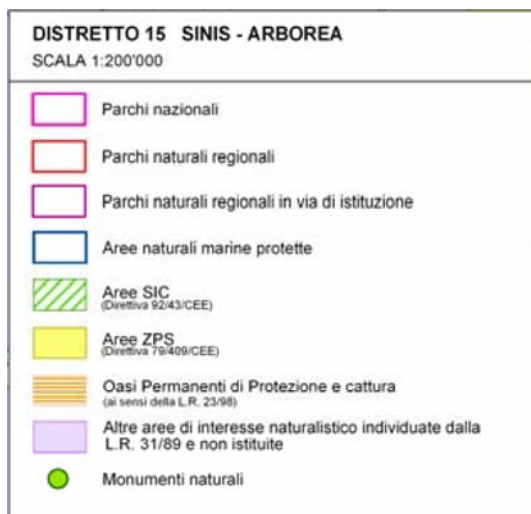 DISTRETTO 15 SINIS - ARBOREA
SCALA 1:200'000
Parchi nazionali
Parchi naturali regionali
Parchi naturali regionali in via di istituzione
Aree naturali marine protette
Aree SIC
(Direttiva 92/43/CEE)
Aree ZPS
(Direttiva 79/409/CEE)
Oasi Permanenti di Protezione e cattura
(ai sensi della L.R. 23/98)
Altre aree di interesse naturalistico individuate dalla
L.R. 31/89 e non istituite
Monumenti naturali